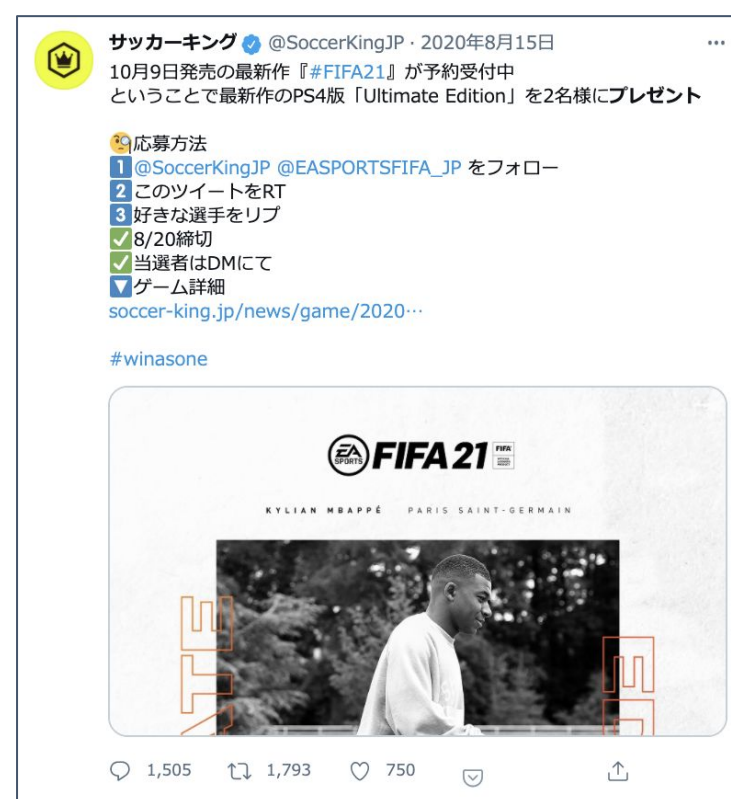 サッカーキング @SoccerKingJP · 2020年8月15日
10月9日発売の最新作『#FIFA21』が予約受付中
ということで最新作のPS4版「Ultimate Edition」を2名様にプレゼント
🧐応募方法
1️⃣@SoccerKingJP @EASPORTSFIFA_JP をフォロー
2️⃣このツイートをRT
3️⃣好きな選手をリプ
✅8/20締切
✅当選者はDMにて
🔽ゲーム詳細
soccer-king.jp/news/game/2020…
#winasone
EA SPORTS FIFA 21 FIFA
KYLIAN MBAPPÉ PARIS SAINT-GERMAIN
ATE
DE
1,505 1,793 750